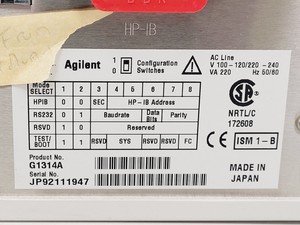 HP-IB
Agilent
1
0
Configuration Switches
AC Line
V 100-120/220-240
VA 220 Hz 50/60
MODE SELECT 1 2 3 4 5 6 7 8
HPIB 0 0 SEC HP-IB Address
RS232 0 1 Baudrate Data Bits Parity
RSVD 1 0 Reserved
TEST/BOOT 1 1 RSVD SYS RSVD RSVD FC
NRTL/C
172608
CE
ISM 1-B
Product No.
G1314A
Serial No.
JP92111947
MADE IN
JAPAN